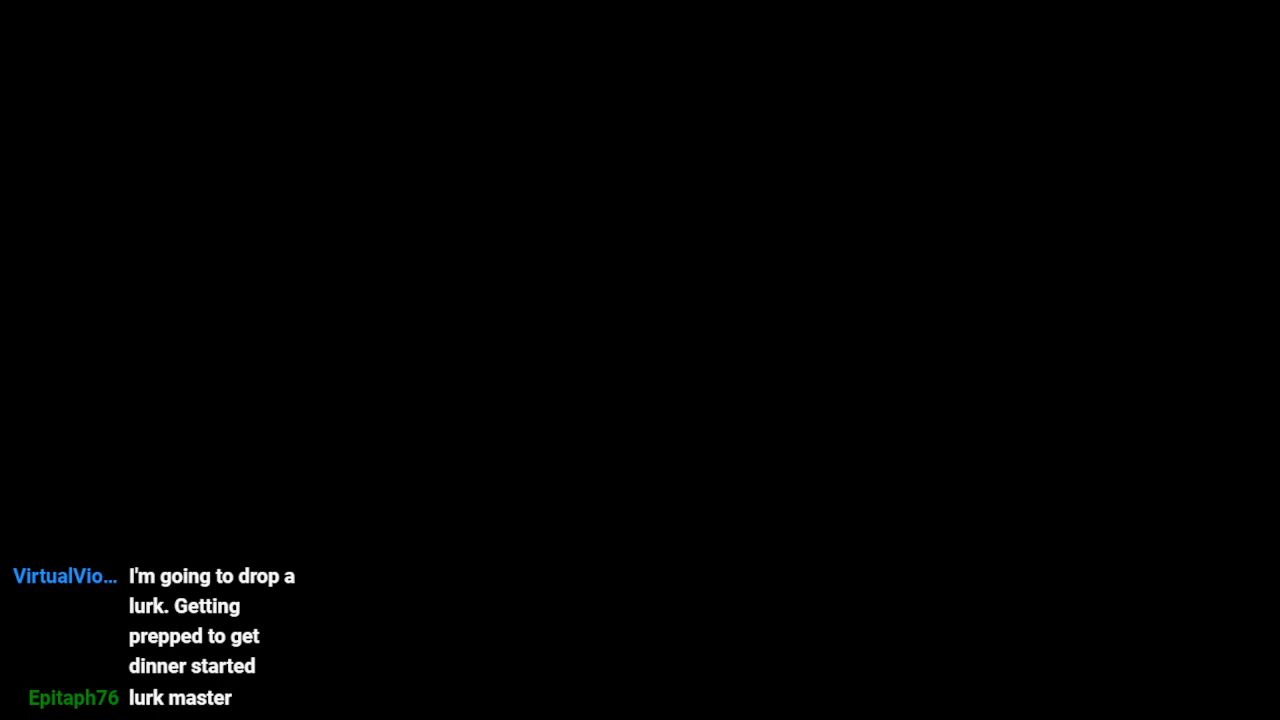 VirtualVio... I'm going to drop a
lurk. Getting
prepped to get
dinner started
Epitaph76 lurk master